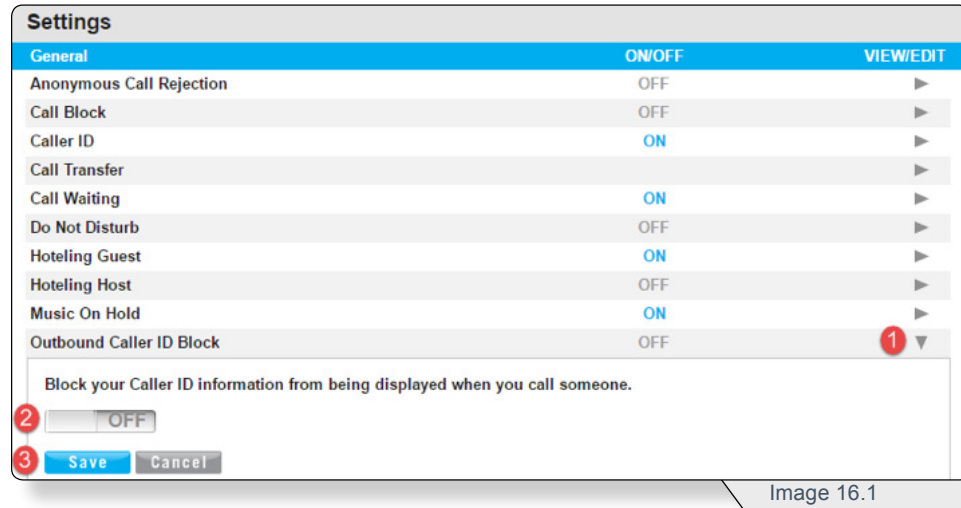 Settings
General ON/OFF VIEW/EDIT
Anonymous Call Rejection OFF
Call Block OFF
Caller ID ON
Call Transfer
Call Waiting ON
Do Not Disturb OFF
Hoteling Guest ON
Hoteling Host OFF
Music On Hold ON
Outbound Caller ID Block OFF 1
Block your Caller ID information from being displayed when you call someone.
2 OFF
3 Save Cancel
Image 16.1